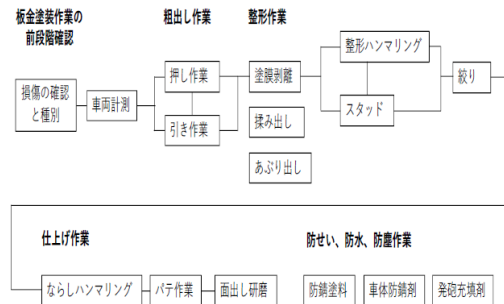 板金塗装作業の
前段階確認
粗出し作業
整形作業
損傷の確認
と種別
車両計測
押し作業
引き作業
塗膜剥離
揉み出し
あぶり出し
整形ハンマリング
スタッド
絞り
仕上げ作業
防せい、防水、防塵作業
ならしハンマリング
パテ作業
面出し研磨
防錆塗料
車体防錆剤
発砲充填剤